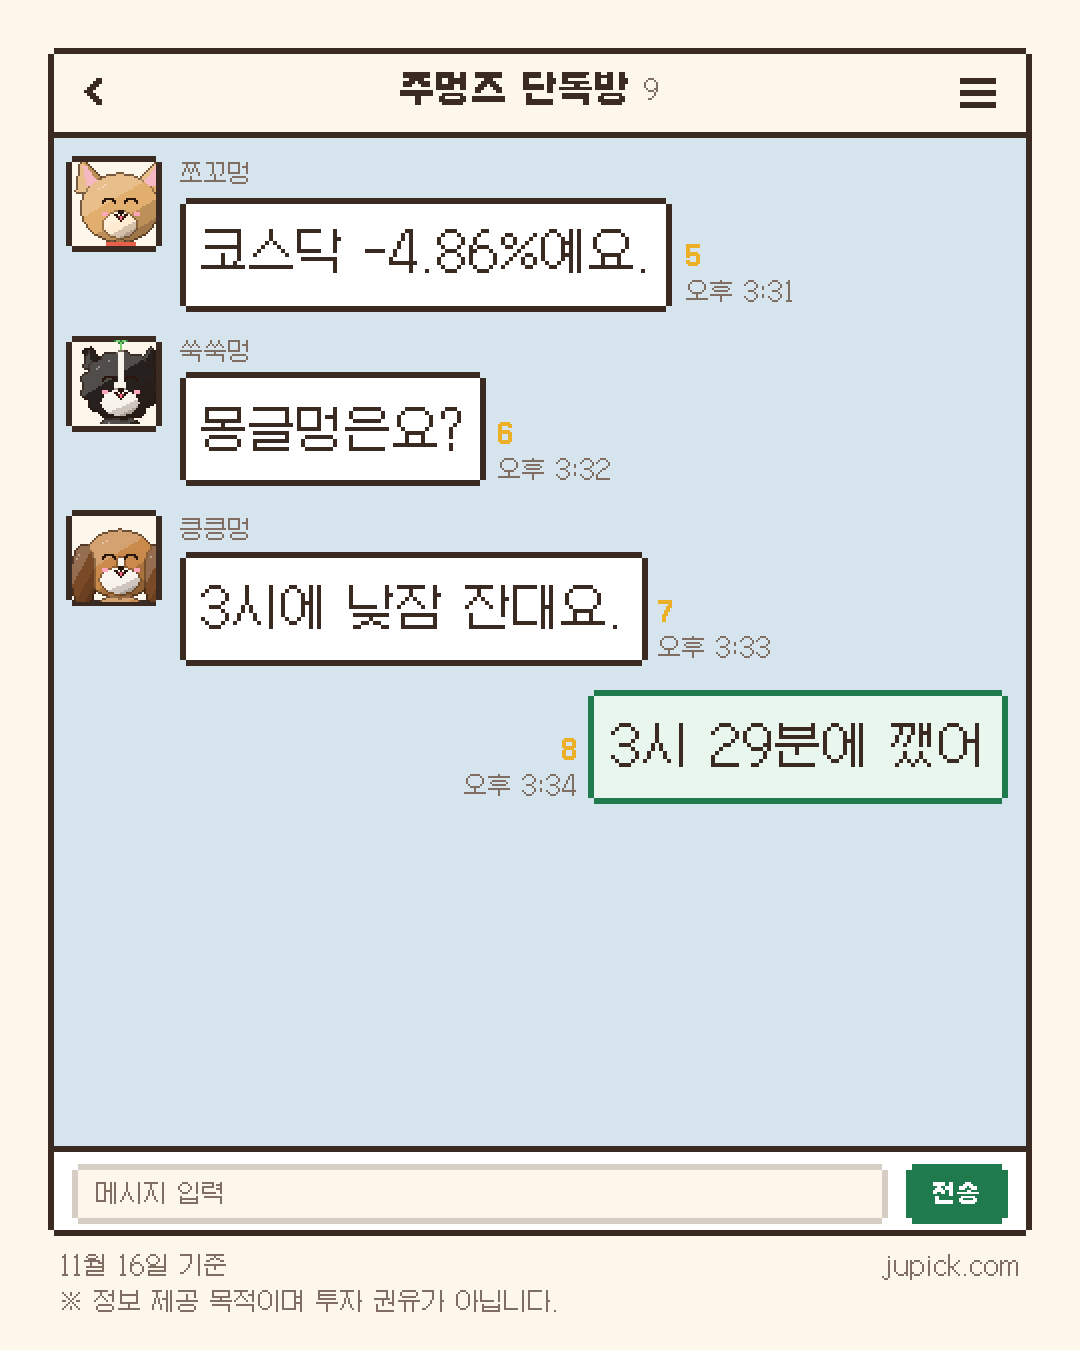 주멍즈 단독방 9
쪼꼬멍
코스닥 -4.86%예요.
5
오후 3:31
쑥쑥멍
몽글멍은요?
6
오후 3:32
킁킁멍
3시에 낮잠 잔대요.
7
오후 3:33
3시 29분에 깼어
8
오후 3:34
메시지 입력
전송
11월 16일 기준
jupick.com
※ 정보 제공 목적이며 투자 권유가 아닙니다.